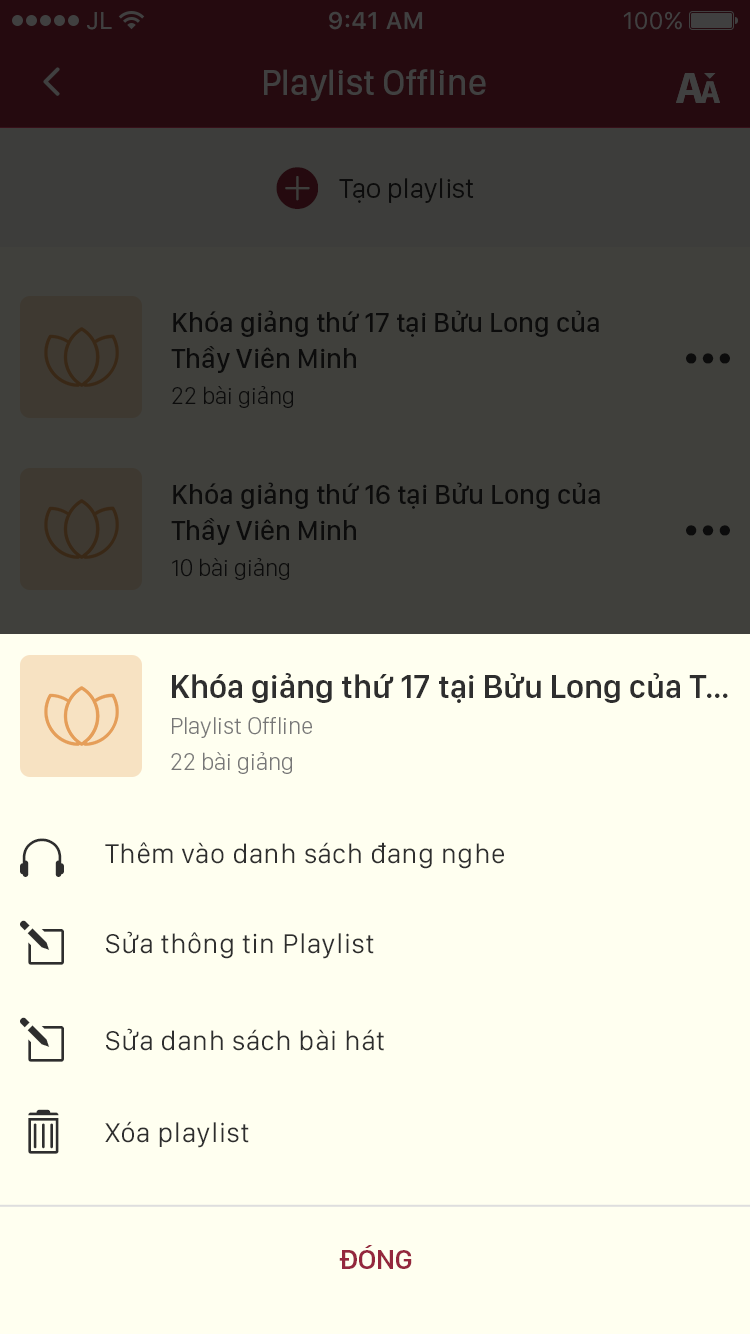 JL 9:41 AM 100%
Playlist Offline AA
Tạo playlist
Khóa giảng thứ 17 tại Bửu Long của
Thầy Viên Minh
22 bài giảng
Khóa giảng thứ 16 tại Bửu Long của
Thầy Viên Minh
10 bài giảng
Khóa giảng thứ 17 tại Bửu Long của T...
Playlist Offline
22 bài giảng
Thêm vào danh sách đang nghe
Sửa thông tin Playlist
Sửa danh sách bài hát
Xóa playlist
ĐÓNG